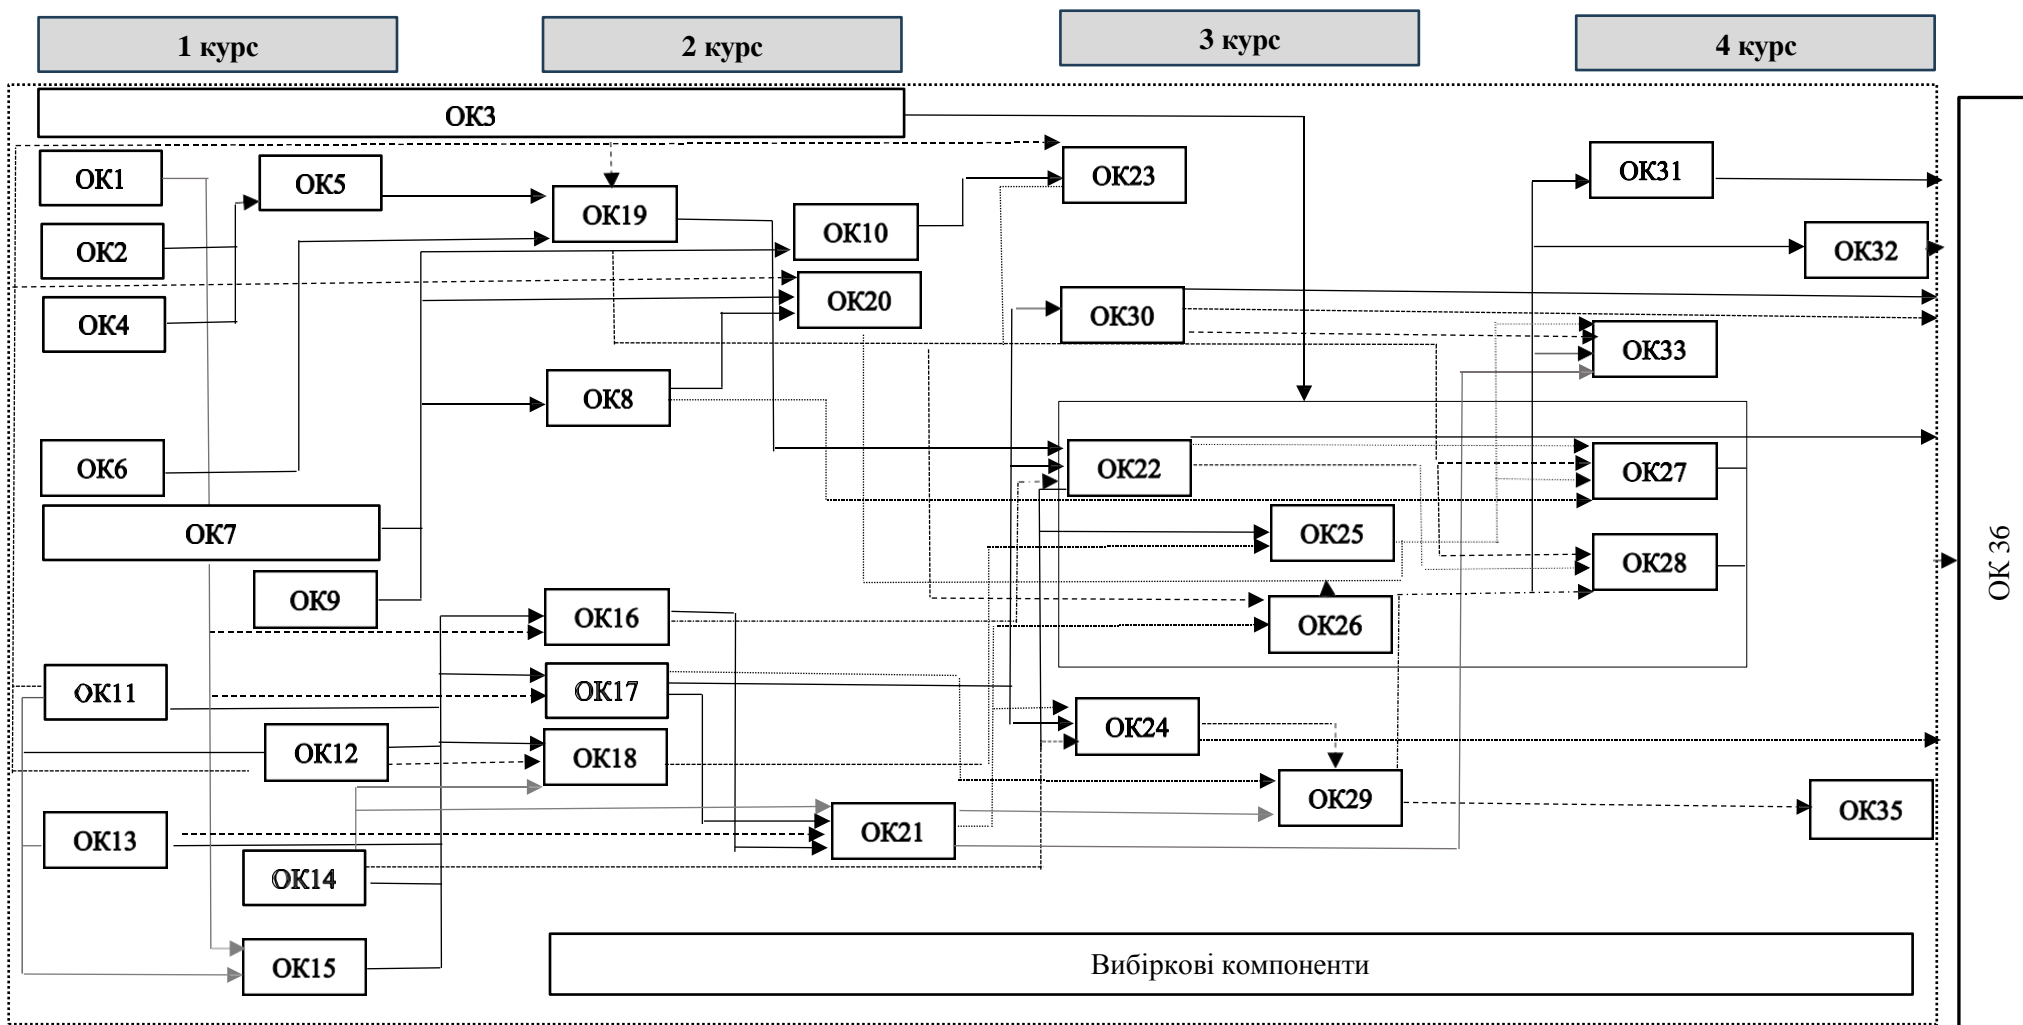 1 курс
2 курс
3 курс
4 курс
ОК3
ОК1
ОК5
ОК19
ОК10
ОК23
ОК31
ОК2
ОК32
ОК4
ОК20
ОК30
ОК33
ОК8
ОК6
ОК22
ОК27
ОК7
ОК25
ОК28
ОК 36
ОК9
ОК16
ОК26
ОК11
ОК17
ОК24
ОК12
ОК18
ОК29
ОК35
ОК13
ОК21
ОК14
ОК15
Вибіркові компоненти